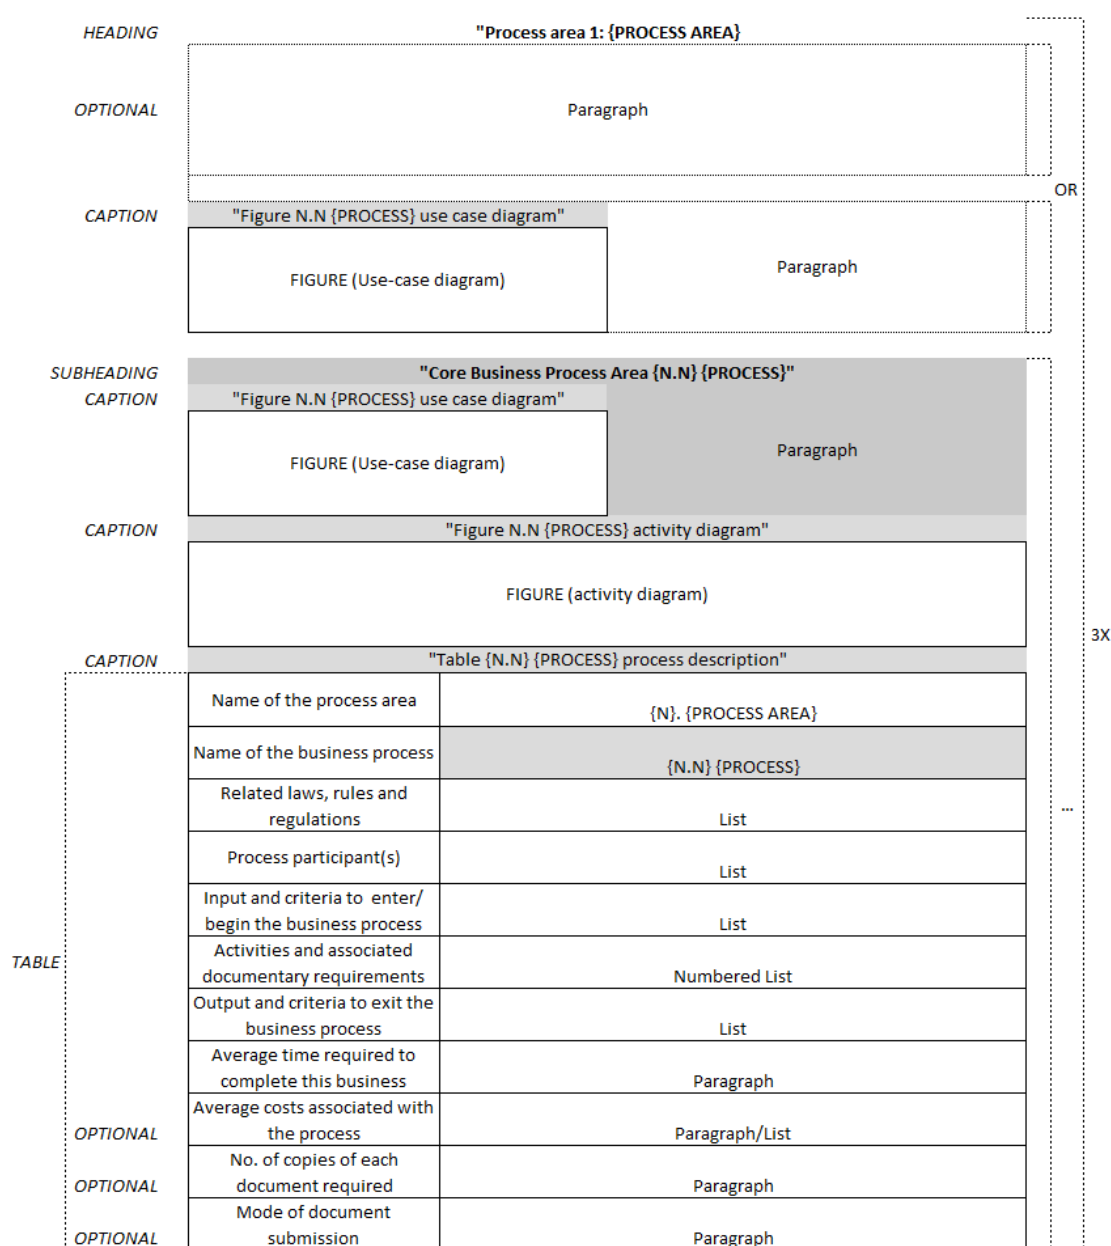 HEADING
"Process area 1: {PROCESS AREA}
OPTIONAL
Paragraph
OR
CAPTION
"Figure N.N {PROCESS} use case diagram"
FIGURE (Use-case diagram)
Paragraph
SUBHEADING
"Core Business Process Area {N.N} {PROCESS}"
CAPTION
"Figure N.N {PROCESS} use case diagram"
FIGURE (Use-case diagram)
Paragraph
CAPTION
"Figure N.N {PROCESS} activity diagram"
FIGURE (activity diagram)
3X
CAPTION
"Table {N.N} {PROCESS} process description"
Name of the process area
{N}. {PROCESS AREA}
Name of the business process
{N.N} {PROCESS}
Related laws, rules and
regulations
List
...
Process participant(s)
List
Input and criteria to enter/
begin the business process
List
TABLE
Activities and associated
documentary requirements
Numbered List
Output and criteria to exit the
business process
List
Average time required to
complete this business
Paragraph
OPTIONAL
Average costs associated with
the process
Paragraph/List
OPTIONAL
No. of copies of each
document required
Paragraph
OPTIONAL
Mode of document
submission
Paragraph